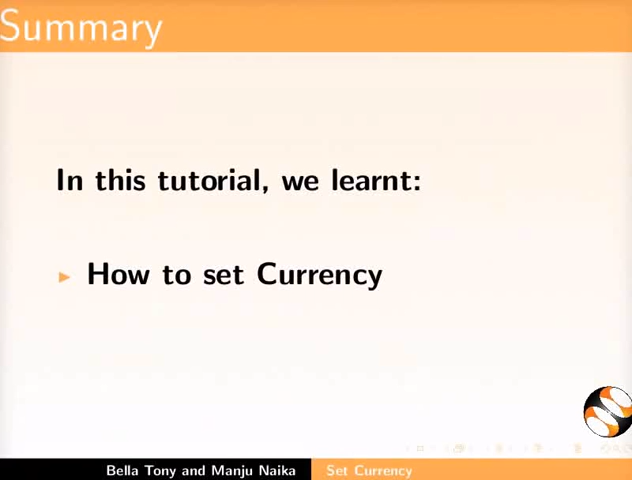 Summary
In this tutorial, we learnt:
How to set Currency
Bella Tony and Manju Naika
Set Currency